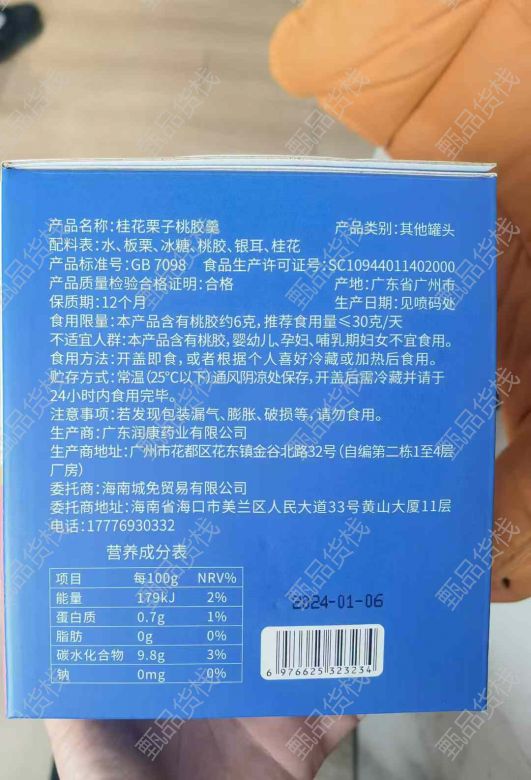 产品名称:桂花栗子桃胶羹 产品类别:其他罐头
配料表:水、板栗、冰糖、桃胶、银耳、桂花
产品标准号:GB 7098 食品生产许可证号:SC10944011402000
产品质量检验合格证明:合格 产地:广东省广州市
保质期:12个月 生产日期:见喷码处
食用限量:本产品含有桃胶约6克,推荐食用量≤30克/天
不适宜人群:本产品含有桃胶,婴幼儿、孕妇、哺乳期妇女不宜食用。
食用方法:开盖即食,或者根据个人喜好冷藏或加热后食用。
贮存方式:常温(25℃以下)通风阴凉处保存,开盖后需冷藏并请于
24小时内食用完毕。
注意事项:若发现包装漏气、膨胀、破损等,请勿食用。
生产商:广东润康药业有限公司
生产商地址:广州市花都区花东镇金谷北路32号(自编第二栋1至4层
厂房)
委托商:海南城免贸易有限公司
委托商地址:海南省海口市美兰区人民大道33号黄山大厦11层
电话:17776930332
营养成分表
项目 每100g NRV%
能量 179kJ 2%
蛋白质 0.7g 1%
脂肪 0g 0%
碳水化合物 9.8g 3%
钠 0mg 0%
2024-01-06
6 976625 323234
甄品货栈